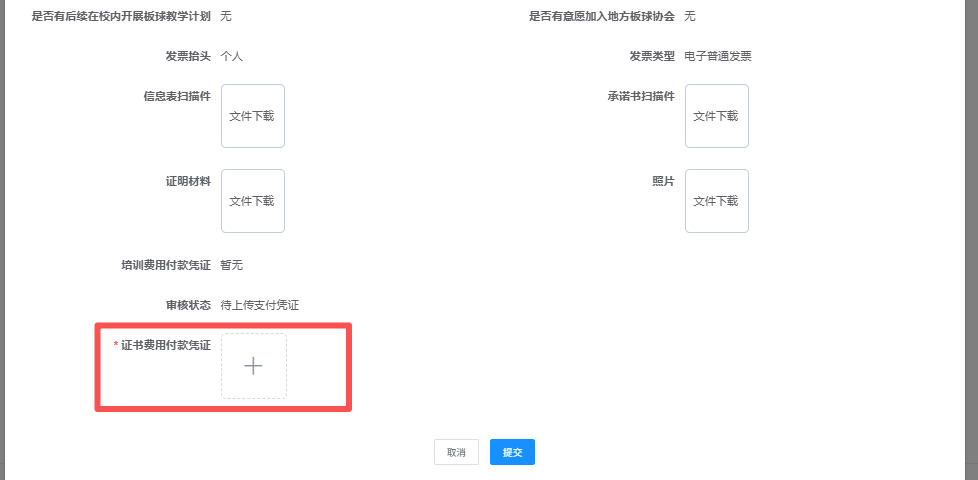 是否有后续在校内开展板球教学计划 无 是否有意愿加入地方板球协会 无
发票抬头 个人 发票类型 电子普通发票
信息表扫描件 文件下载 承诺书扫描件 文件下载
证明材料 文件下载 照片 文件下载
培训费用付款凭证 暂无
审核状态 待上传支付凭证
* 证书费用付款凭证
取消 提交